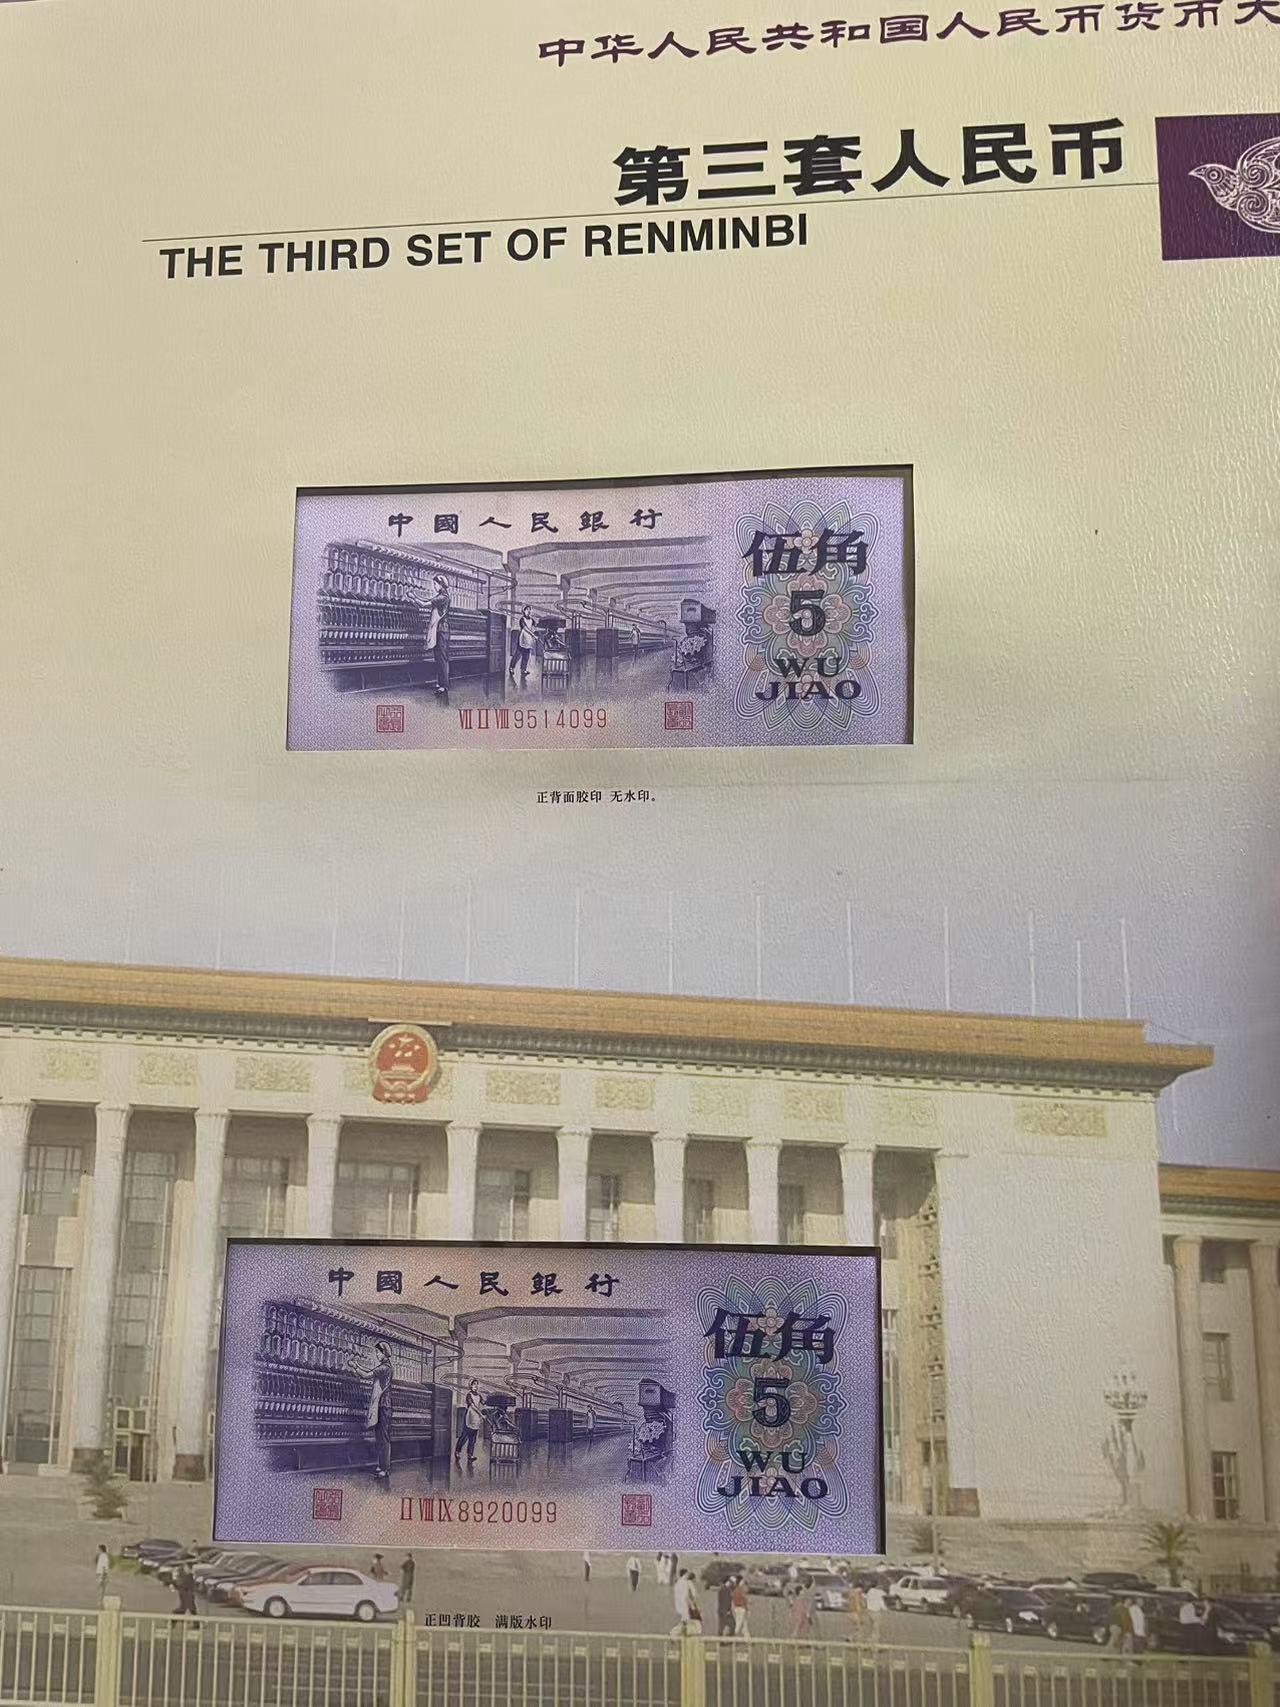 中华人民共和国人民币货币大
第三套人民币
THE THIRD SET OF RENMINBI
中國人民銀行
伍角
5
WU
JIAO
VII II VIII 9514099
正背面胶印 无水印。
中國人民銀行
伍角
5
WU
JIAO
II VIII IX 8920099
正凹背胶 满版水印